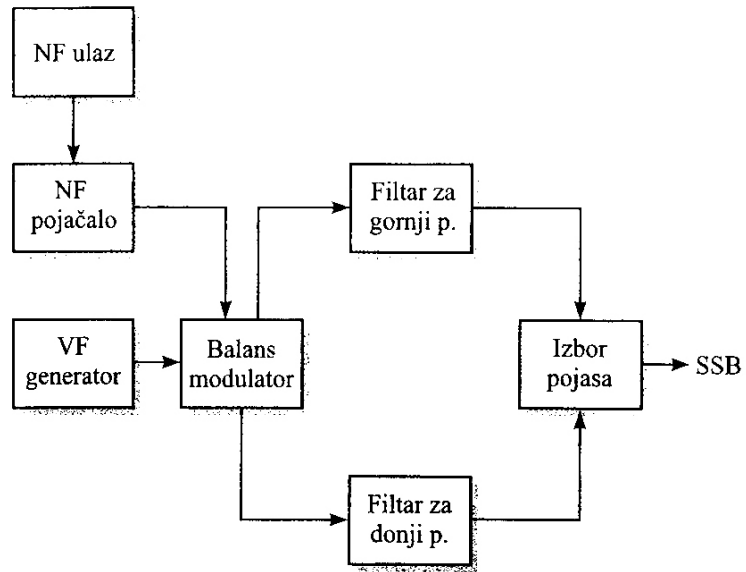 NF ulaz
NF
pojačalo
Filtar za
gornji p.
VF
generator
Balans
modulator
Izbor
pojasa
SSB
Filtar za
donji p.